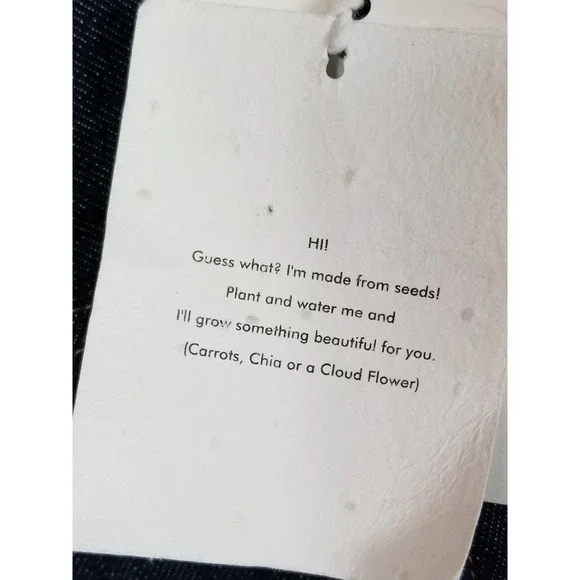 HI!
Guess what? I'm made from seeds!
Plant and water me and
I'll grow something beautiful for you.
(Carrots, Chia or a Cloud Flower)